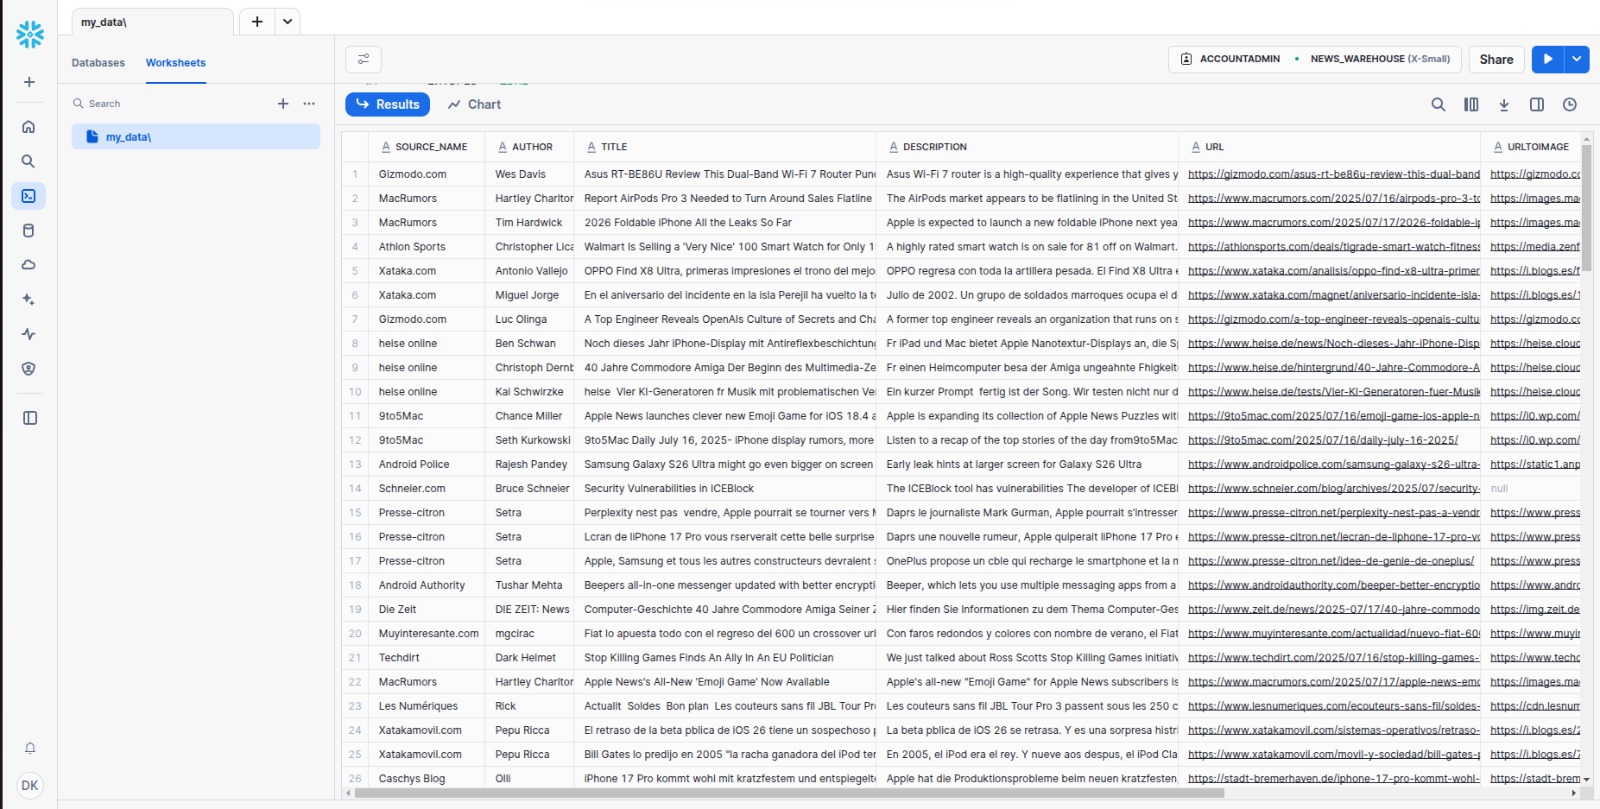 my_data\
Databases Worksheets
ACCOUNTADMIN NEWS_WAREHOUSE (X-Small) Share
Search
Results Chart
my_data\
SOURCE_NAME AUTHOR TITLE DESCRIPTION URL URLTOIMAGE
1 Gizmodo.com Wes Davis Asus RT-BE86U Review This Dual-Band Wi-Fi 7 Router Pun Asus Wi-Fi 7 router is a high-quality experience that gives y https://gizmodo.com/asus-rt-be86u-review-this-dual-band https://gizmodo.cc
2 MacRumors Hartley Charlton Report AirPods Pro 3 Needed to Turn Around Sales Flatline The AirPods market appears to be flatlining in the United St https://www.macrumors.com/2025/07/16/airpods-pro-3-to https://images.ma
3 MacRumors Tim Hardwick 2026 Foldable iPhone All the Leaks So Far Apple is expected to launch a new foldable iPhone next yea https://www.macrumors.com/2025/07/17/2026-foldable-i https://images.ma
4 Athlon Sports Christopher Lica Walmart Is Selling a 'Very Nice' 100 Smart Watch for Only 1 A highly rated smart watch is on sale for 81 off on Walmart. https://athlonsports.com/deals/tigrade-smart-watch-fitness https://media.zenf
5 Xataka.com Antonio Vallejo OPPO Find X8 Ultra, primeras impresiones el trono del mejo OPPO regresa con toda la artillera pesada. El Find X8 Ultra e https://www.xataka.com/analisis/oppo-find-x8-ultra-primer https://i.blogs.es/f
6 Xataka.com Miguel Jorge En el aniversario del incidente en la isla Perejil ha vuelto la t Julio de 2002. Un grupo de soldados marroques ocupa el d https://www.xataka.com/magnet/aniversario-incidente-isla- https://i.blogs.es/1
7 Gizmodo.com Luc Olinga A Top Engineer Reveals OpenAIs Culture of Secrets and Cha A former top engineer reveals an organization that runs on s https://gizmodo.com/a-top-engineer-reveals-openais-cultu https://gizmodo.cc
8 heise online Ben Schwan Noch dieses Jahr iPhone-Display mit Antireflexbeschichtung Fr iPad und Mac bietet Apple Nanotextur-Displays an, die S https://www.heise.de/news/Noch-dieses-Jahr-iPhone-Disp https://heise.cloud
9 heise online Christoph Dernb 40 Jahre Commodore Amiga Der Beginn des Multimedia-Ze Fr einen Heimcomputer besa der Amiga ungeahnte Fhigkeit https://www.heise.de/hintergrund/40-Jahre-Commodore-A https://heise.cloud
10 heise online Kai Schwirzke heise Vier KI-Generatoren fr Musik mit problematischen Ve Ein kurzer Prompt fertig ist der Song. Wir testen nicht nur d https://www.heise.de/tests/Vier-KI-Generatoren-fuer-Musik https://heise.cloud
11 9to5Mac Chance Miller Apple News launches clever new Emoji Game for iOS 18.4 a Apple is expanding its collection of Apple News Puzzles wit https://9to5mac.com/2025/07/16/emoji-game-ios-apple-n https://i0.wp.com/
12 9to5Mac Seth Kurkowski 9to5Mac Daily July 16, 2025- iPhone display rumors, more Listen to a recap of the top stories of the day from9to5Mac https://9to5mac.com/2025/07/16/daily-july-16-2025/ https://i0.wp.com/
13 Android Police Rajesh Pandey Samsung Galaxy S26 Ultra might go even bigger on screen Early leak hints at larger screen for Galaxy S26 Ultra https://www.androidpolice.com/samsung-galaxy-s26-ultra- https://static1.anp
14 Schneier.com Bruce Schneier Security Vulnerabilities in ICEBlock The ICEBlock tool has vulnerabilities The developer of ICEB https://www.schneier.com/blog/archives/2025/07/security- null
15 Presse-citron Setra Perplexity nest pas vendre, Apple pourrait se tourner vers M Daprs le journaliste Mark Gurman, Apple pourrait s'intresser https://www.presse-citron.net/perplexity-nest-pas-a-vendr https://www.press
16 Presse-citron Setra Lcran de liPhone 17 Pro vous rserverait cette belle surprise Daprs une nouvelle rumeur, Apple quiperait liPhone 17 Pro e https://www.presse-citron.net/lecran-de-liphone-17-pro-vo https://www.press
17 Presse-citron Setra Apple, Samsung et tous les autres constructeurs devraient s OnePlus propose un cble qui recharge le smartphone et la m https://www.presse-citron.net/idee-de-genie-de-oneplus/ https://www.press
18 Android Authority Tushar Mehta Beepers all-in-one messenger updated with better encrypti Beeper, which lets you use multiple messaging apps from a https://www.androidauthority.com/beeper-better-encryptio https://www.andro
19 Die Zeit DIE ZEIT: News Computer-Geschichte 40 Jahre Commodore Amiga Seiner Z Hier finden Sie Informationen zu dem Thema Computer-Ges https://www.zeit.de/news/2025-07/17/40-jahre-commodo https://img.zeit.de
20 Muyinteresante.com mgcirac Fiat lo apuesta todo con el regreso del 600 un crossover url Con faros redondos y colores con nombre de verano, el Fiat https://www.muyinteresante.com/actualidad/nuevo-fiat-60 https://www.muyin
21 Techdirt Dark Helmet Stop Killing Games Finds An Ally In An EU Politician We just talked about Ross Scotts Stop Killing Games initiativ https://www.techdirt.com/2025/07/16/stop-killing-games- https://www.techc
22 MacRumors Hartley Charlton Apple News's All-New 'Emoji Game' Now Available Apple's all-new "Emoji Game" for Apple News subscribers is https://www.macrumors.com/2025/07/17/apple-news-emo https://images.ma
23 Les Numériques Rick Actualit Soldes Bon plan Les couteurs sans fil JBL Tour Pr Les couteurs sans fil JBL Tour Pro 3 passent sous les 250 c https://www.lesnumeriques.com/ecouteurs-sans-fil/soldes- https://cdn.lesnum
24 Xatakamovil.com Pepu Ricca El retraso de la beta pblica de iOS 26 tiene un sospechoso p La beta pblica de iOS 26 se retrasa. Y es una sorpresa histri https://www.xatakamovil.com/sistemas-operativos/retraso- https://i.blogs.es/2
25 Xatakamovil.com Pepu Ricca Bill Gates lo predijo en 2005 "la racha ganadora del iPod ter En 2005, el iPod era el rey. Y nueve aos despus, el iPod Cla https://www.xatakamovil.com/movil-y-sociedad/bill-gates-p https://i.blogs.es/7
26 Caschys Blog Olli iPhone 17 Pro kommt wohl mit kratzfestem und entspiegelte Apple hat die Produktionsprobleme beim neuen kratzfesten, https://stadt-bremerhaven.de/iphone-17-pro-kommt-wohl- https://stadt-brem
DK